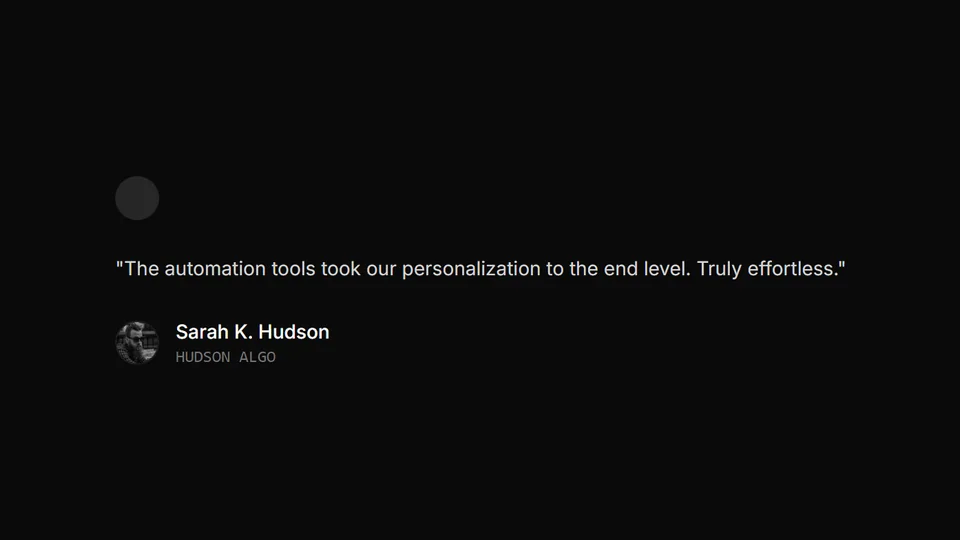 "The automation tools took our personalization to the end level. Truly effortless."
Sarah K. Hudson
HUDSON ALGO